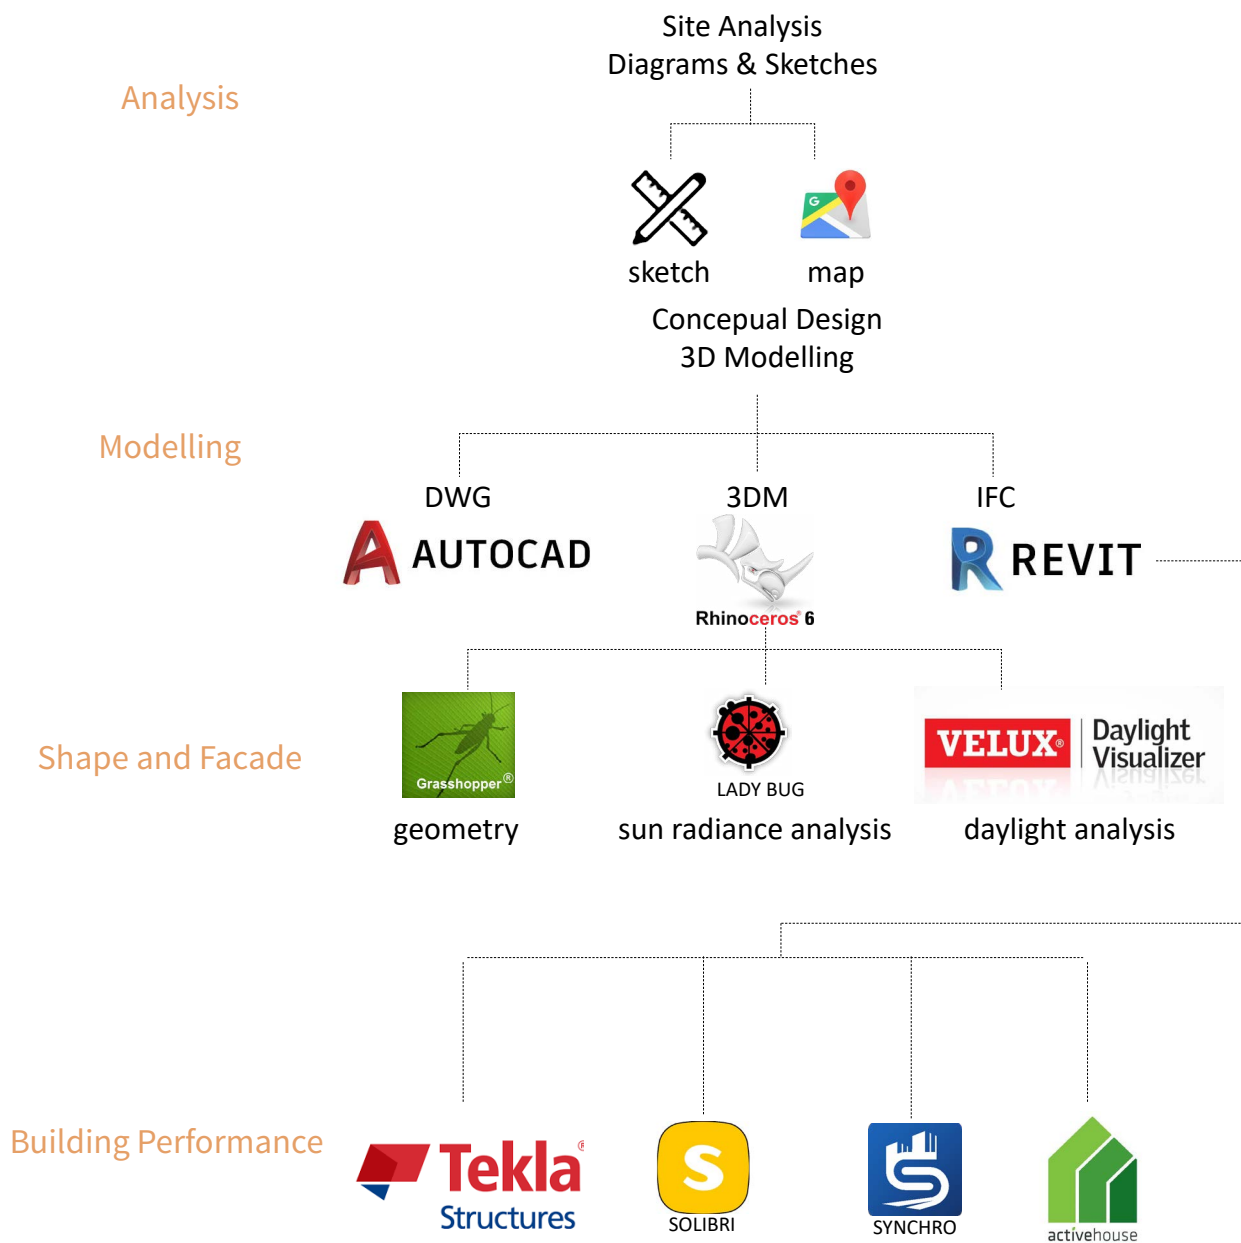 Site Analysis
Diagrams & Sketches
Analysis
G
sketch
map
Concepual Design
3D Modelling
Modelling
DWG
3DM
IFC
A AUTOCAD
R REVIT
Rhinoceros® 6
Shape and Facade
Grasshopper®
LADY BUG
VELUX®
Daylight
Visualizer
geometry
sun radiance analysis
daylight analysis
Building Performance
Tekla®
Structures
S
SOLIBRI
S
SYNCHRO
activehouse